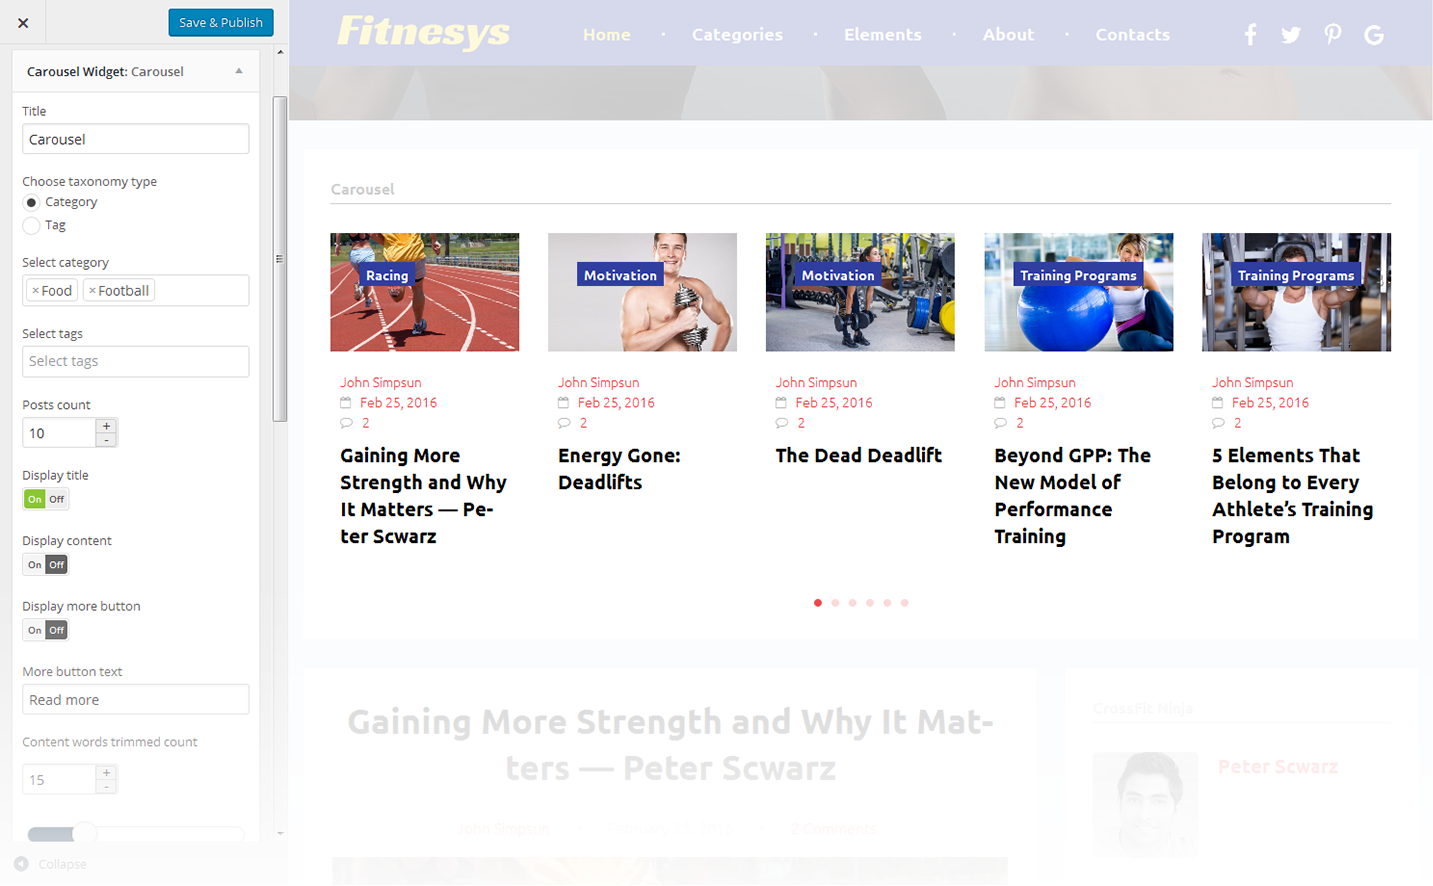 Save & Publish
Carousel Widget: Carousel
Title
Carousel
Choose taxonomy type
Category
Tag
Select category
× Food × Football
Select tags
Select tags
Posts count
10 + -
Display title
On Off
Display content
On Off
Display more button
On Off
More button text
Read more
Content words trimmed count
15 + -
Collapse
Fitnesys
Home • Categories • Elements • About • Contacts
Carousel
Racing
John Simpsun
Feb 25, 2016
2
Gaining More
Strength and Why
It Matters — Pe-
ter Scwarz
Motivation
John Simpsun
Feb 25, 2016
2
Energy Gone:
Deadlifts
Motivation
John Simpsun
Feb 25, 2016
2
The Dead Deadlift
Training Programs
John Simpsun
Feb 25, 2016
2
Beyond GPP: The
New Model of
Performance
Training
Training Programs
John Simpsun
Feb 25, 2016
2
5 Elements That
Belong to Every
Athlete’s Training
Program
Gaining More Strength and Why It Mat-
ters — Peter Scwarz
John Simpsun
2 Comments
CrossFit Ninja
Peter Scwarz